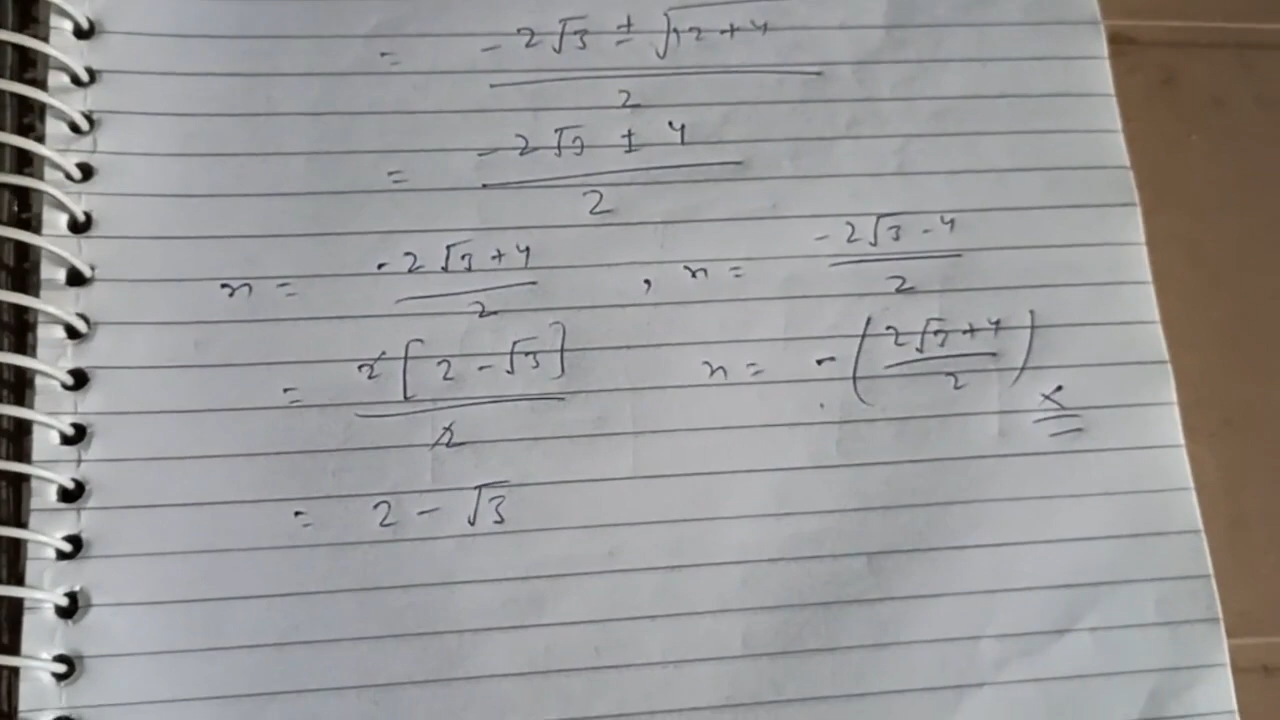 = (-2√3 ± √(12+4))/2
= (-2√3 ± 4)/2
x = (-2√3+4)/2 , x = (-2√3-4)/2
= 2[2-√3]/2 x = -((2√3+4)/2) ×
= 2-√3